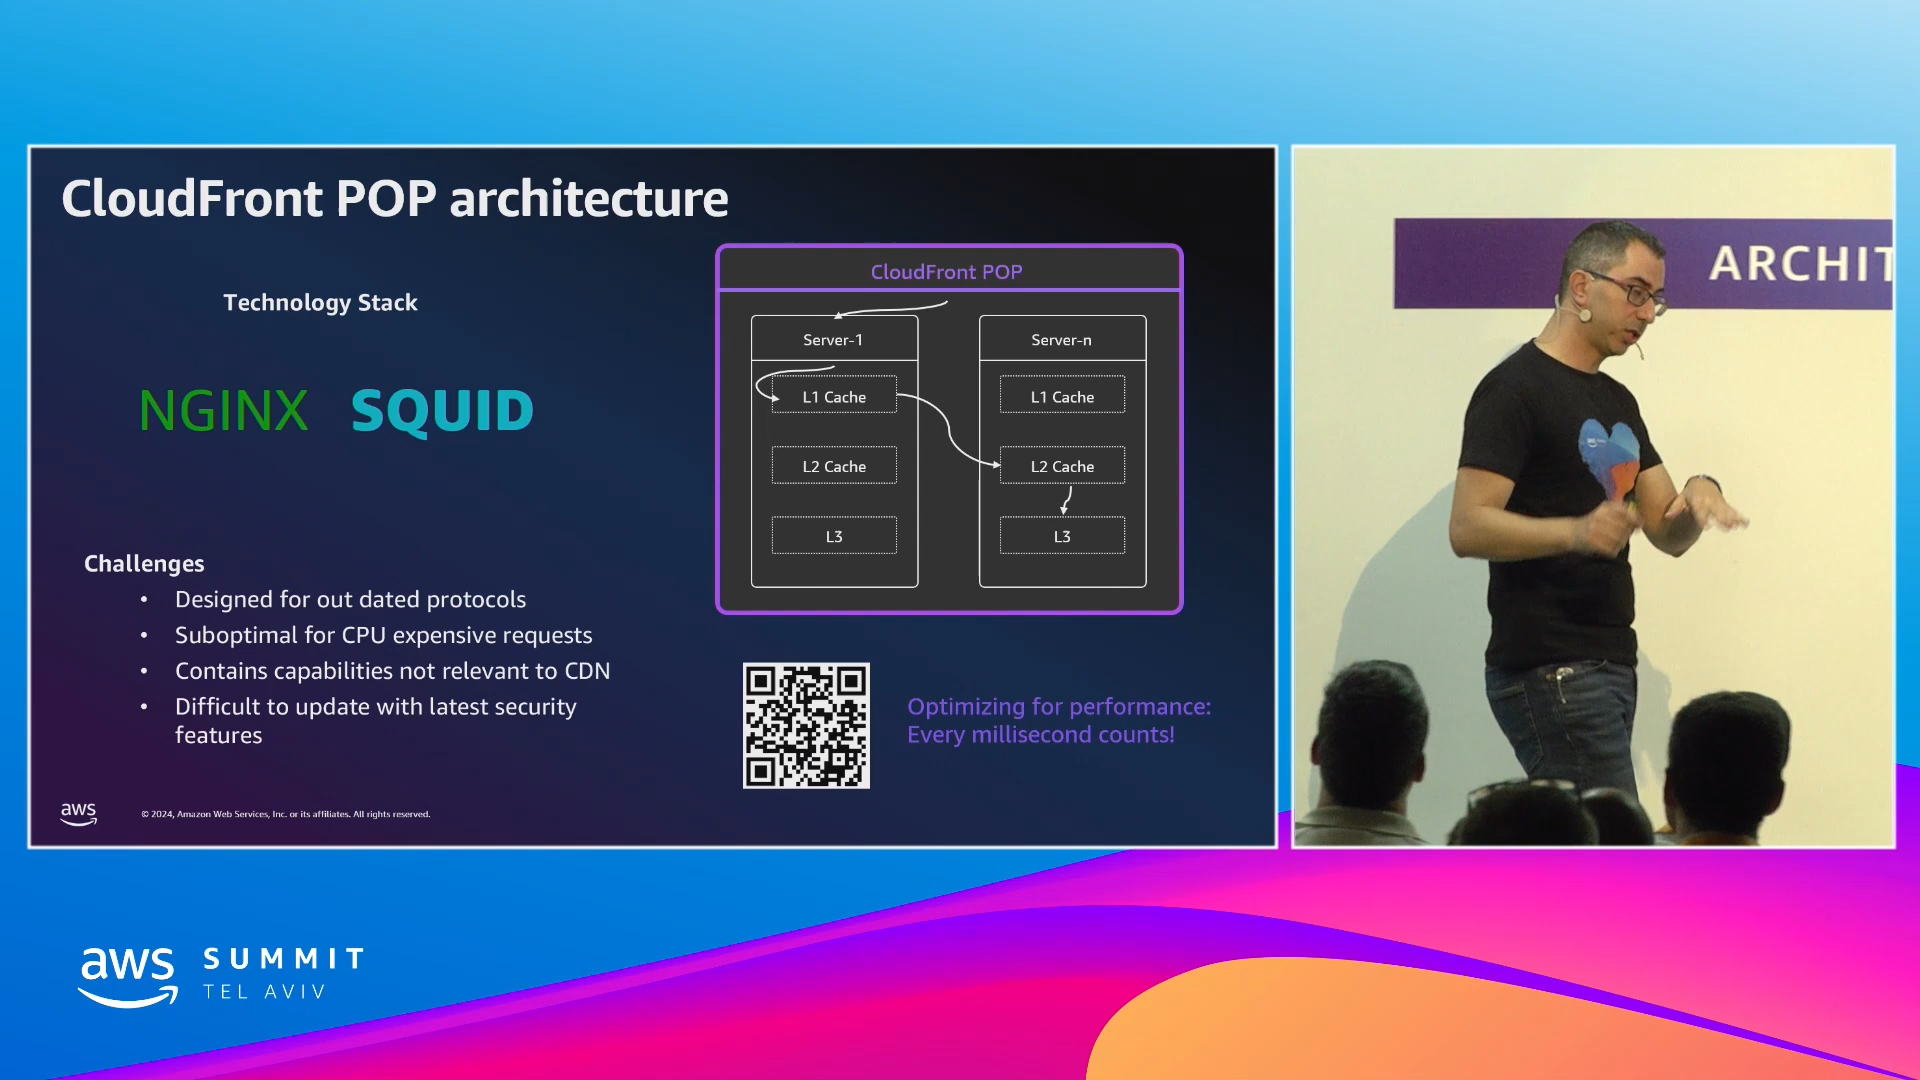 CloudFront POP architecture
Technology Stack
NGINX SQUID
Challenges
• Designed for out dated protocols
• Suboptimal for CPU expensive requests
• Contains capabilities not relevant to CDN
• Difficult to update with latest security
features
CloudFront POP
Server-1
L1 Cache
L2 Cache
L3
Server-n
L1 Cache
L2 Cache
L3
Optimizing for performance:
Every millisecond counts!
aws
© 2024, Amazon Web Services, Inc. or its affiliates. All rights reserved.
ARCHIT
aws SUMMIT
TEL AVIV